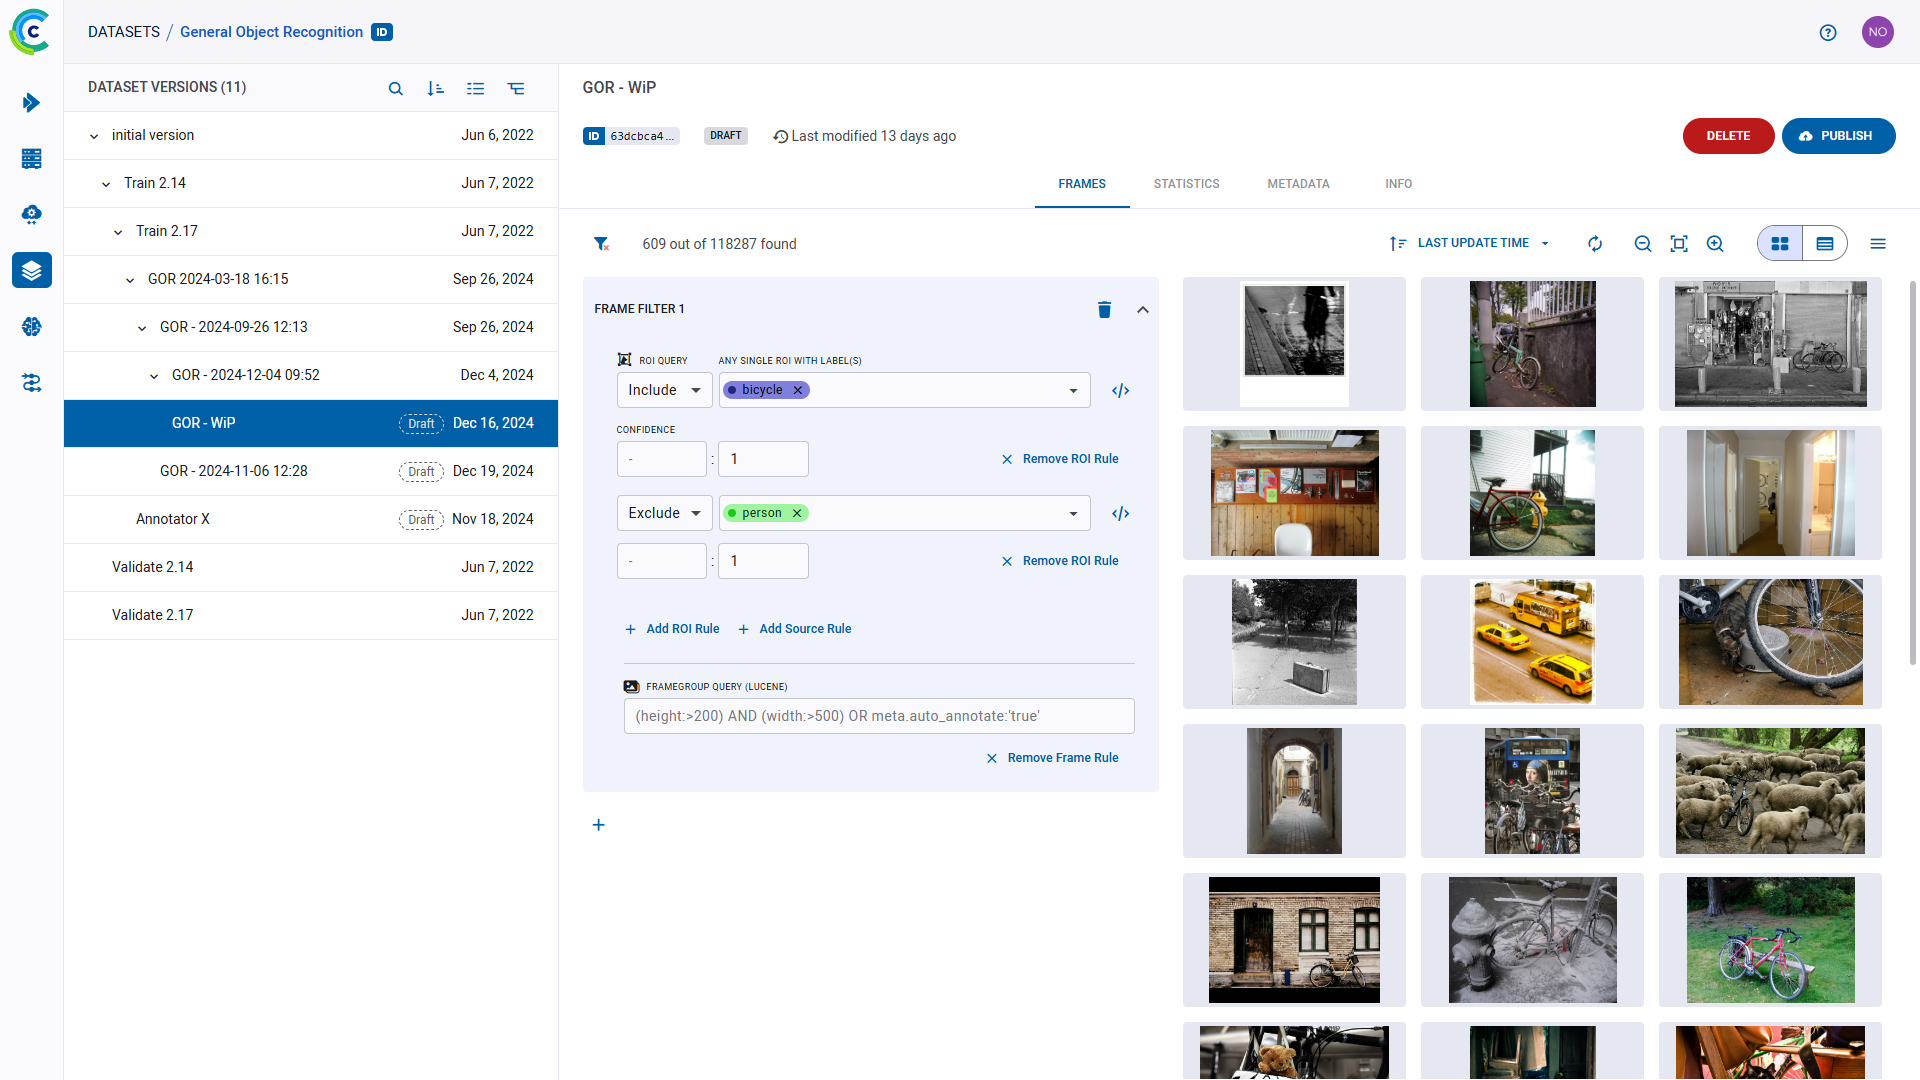 DATASETS / General Object Recognition ID
NO
DATASET VERSIONS (11)
initial version Jun 6, 2022
Train 2.14 Jun 7, 2022
Train 2.17 Jun 7, 2022
GOR 2024-03-18 16:15 Sep 26, 2024
GOR - 2024-09-26 12:13 Sep 26, 2024
GOR - 2024-12-04 09:52 Dec 4, 2024
GOR - WiP Draft Dec 16, 2024
GOR - 2024-11-06 12:28 Draft Dec 19, 2024
Annotator X Draft Nov 18, 2024
Validate 2.14 Jun 7, 2022
Validate 2.17 Jun 7, 2022
GOR - WiP
ID 63dcbca4... DRAFT Last modified 13 days ago
DELETE PUBLISH
FRAMES STATISTICS METADATA INFO
609 out of 118287 found
LAST UPDATE TIME
FRAME FILTER 1
ROI QUERY ANY SINGLE ROI WITH LABEL(S)
Include bicycle
CONFIDENCE
- : 1 Remove ROI Rule
Exclude person
- : 1 Remove ROI Rule
Add ROI Rule Add Source Rule
FRAMEGROUP QUERY (LUCENE)
(height:>200) AND (width:>500) OR meta.auto_annotate:'true'
Remove Frame Rule